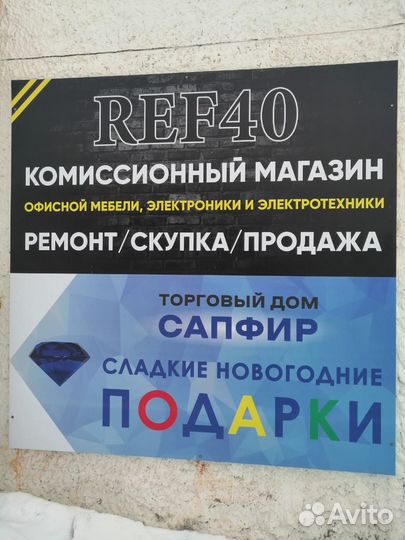 REF40
КОМИССИОННЫЙ МАГАЗИН
ОФИСНОЙ МЕБЕЛИ, ЭЛЕКТРОНИКИ И ЭЛЕКТРОТЕХНИКИ
РЕМОНТ/СКУПКА/ПРОДАЖА
ТОРГОВЫЙ ДОМ
САПФИР
СЛАДКИЕ НОВОГОДНИЕ
ПОДАРКИ
Avito